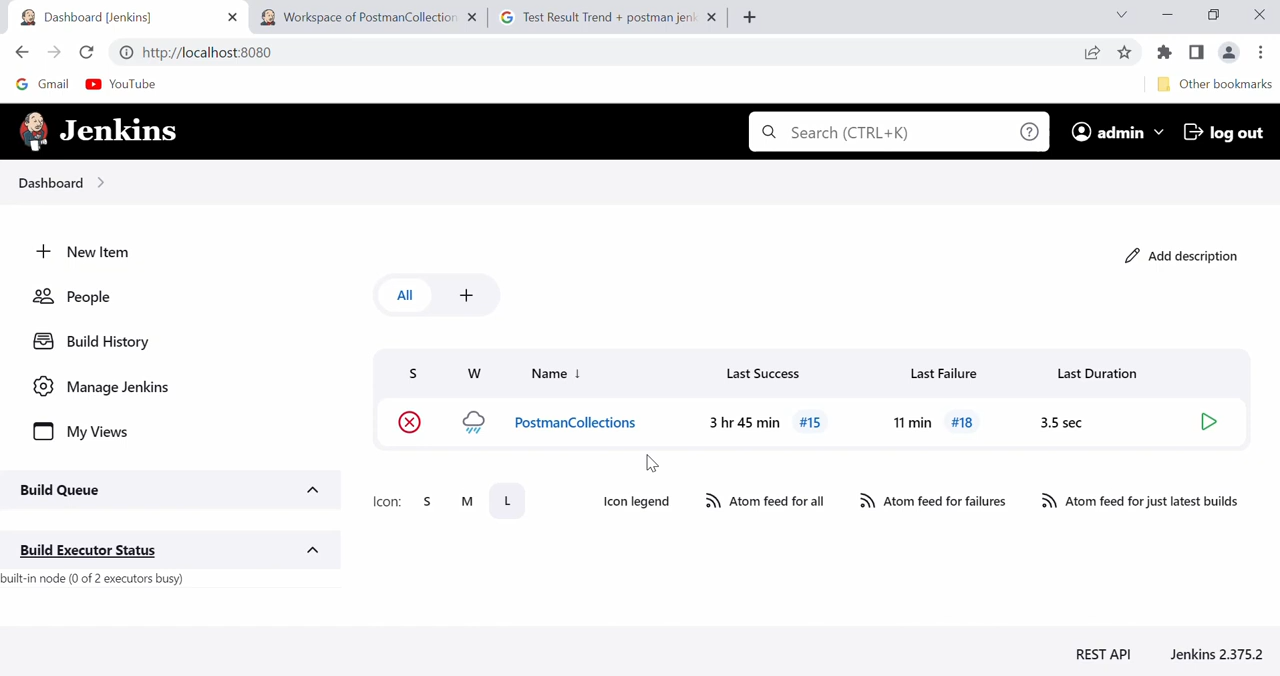 Dashboard [Jenkins]
Workspace of PostmanCollection
Test Result Trend + postman jenk
http://localhost:8080
Gmail
YouTube
Other bookmarks
Jenkins
Search (CTRL+K)
admin
log out
Dashboard
New Item
People
Build History
Manage Jenkins
My Views
Build Queue
Build Executor Status
built-in node (0 of 2 executors busy)
Add description
All
S W Name ↓ Last Success Last Failure Last Duration
PostmanCollections 3 hr 45 min #15 11 min #18 3.5 sec
Icon: S M L Icon legend Atom feed for all Atom feed for failures Atom feed for just latest builds
REST API Jenkins 2.375.2